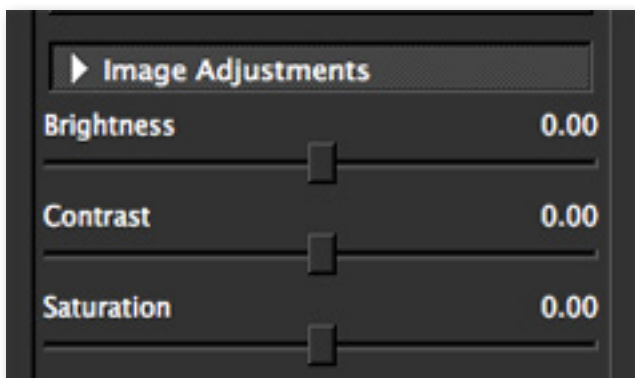 Image Adjustments
Brightness 0.00
Contrast 0.00
Saturation 0.00